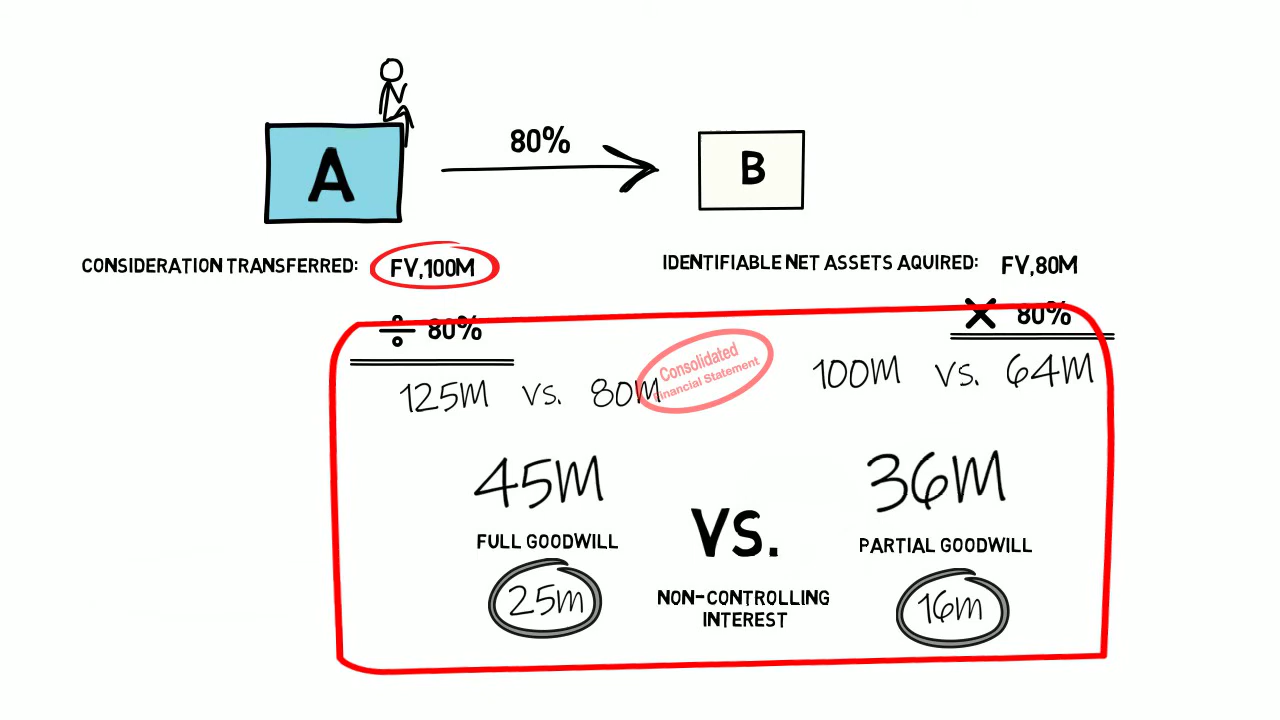 A
80%
B
CONSIDERATION TRANSFERRED: FV,100M
IDENTIFIABLE NET ASSETS AQUIRED: FV,80M
÷ 80%
× 80%
125M VS. 80M
Consolidated
Financial Statement
100M VS. 64M
45M
FULL GOODWILL
25m
VS.
NON-CONTROLLING
INTEREST
36M
PARTIAL GOODWILL
16m